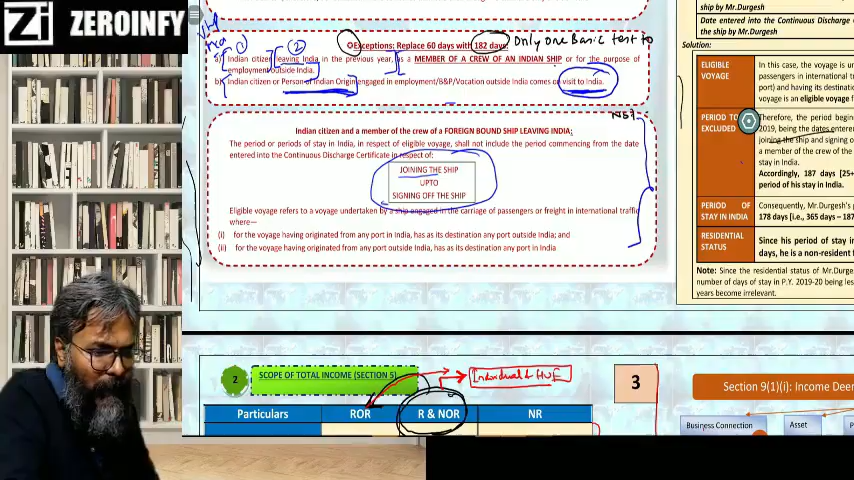 Zi ZEROINFY
Exceptions: Replace 60 days with 182 days: Only one Basic test to
a) Indian citizen leaving India in the previous year, as a MEMBER OF A CREW OF AN INDIAN SHIP or for the purpose of
employment outside India.
b) Indian citizen or Person of Indian Origin engaged in employment/B&P/Vocation outside India comes on visit to India.
Indian citizen and a member of the crew of a FOREIGN BOUND SHIP LEAVING INDIA:
The period or periods of stay in India, in respect of eligible voyage, shall not include the period commencing from the date
entered into the Continuous Discharge Certificate in respect of:
JOINING THE SHIP
UPTO
SIGNING OFF THE SHIP
Eligible voyage refers to a voyage undertaken by a ship engaged in the carriage of passengers or freight in international traffic
where—
(i) for the voyage having originated from any port in India, has as its destination any port outside India; and
(ii) for the voyage having originated from any port outside India, has as its destination any port in India
2 SCOPE OF TOTAL INCOME (SECTION 5)
Individual & HUF
Particulars ROR R & NOR NR
ship by Mr.Durgesh
Date entered into the Continuous Discharge
the ship by Mr.Durgesh
Solution:
ELIGIBLE
VOYAGE
In this case, the voyage is un
passengers in international t
port) and having its destinatio
voyage is an eligible voyage f
PERIOD TO
EXCLUDED
Therefore, the period begin
2019, being the dates entere
joining the ship and signing o
a member of the crew of the
stay in India.
Accordingly, 187 days [25+
period of his stay in India.
PERIOD OF
STAY IN INDIA
Consequently, Mr.Durgesh's p
178 days [i.e., 365 days – 187
RESIDENTIAL
STATUS
Since his period of stay in
days, he is a non-resident f
Note: Since the residential status of Mr.Durge
number of days of stay in P.Y. 2019-20 being les
years become irrelevant.
3
Section 9(1)(i): Income Deem
Business Connection
Asset